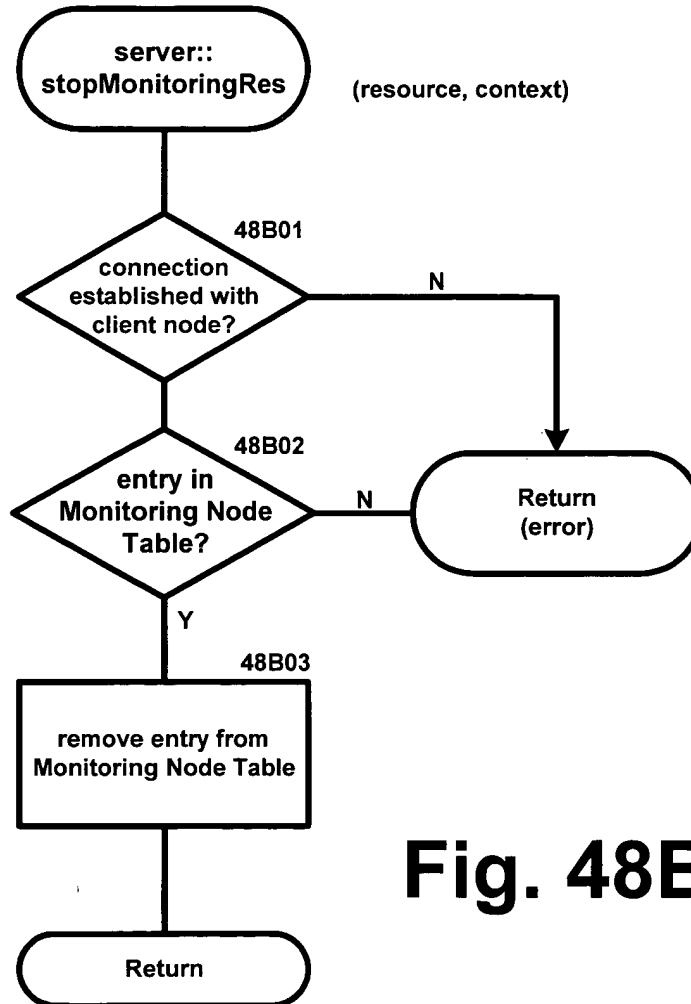 server::
stopMonitoringRes
(resource, context)
48B01
connection
established with
client node?
N
48B02
entry in
Monitoring Node
Table?
N
Return
(error)
Y
48B03
remove entry from
Monitoring Node Table
Fig. 48B
Return